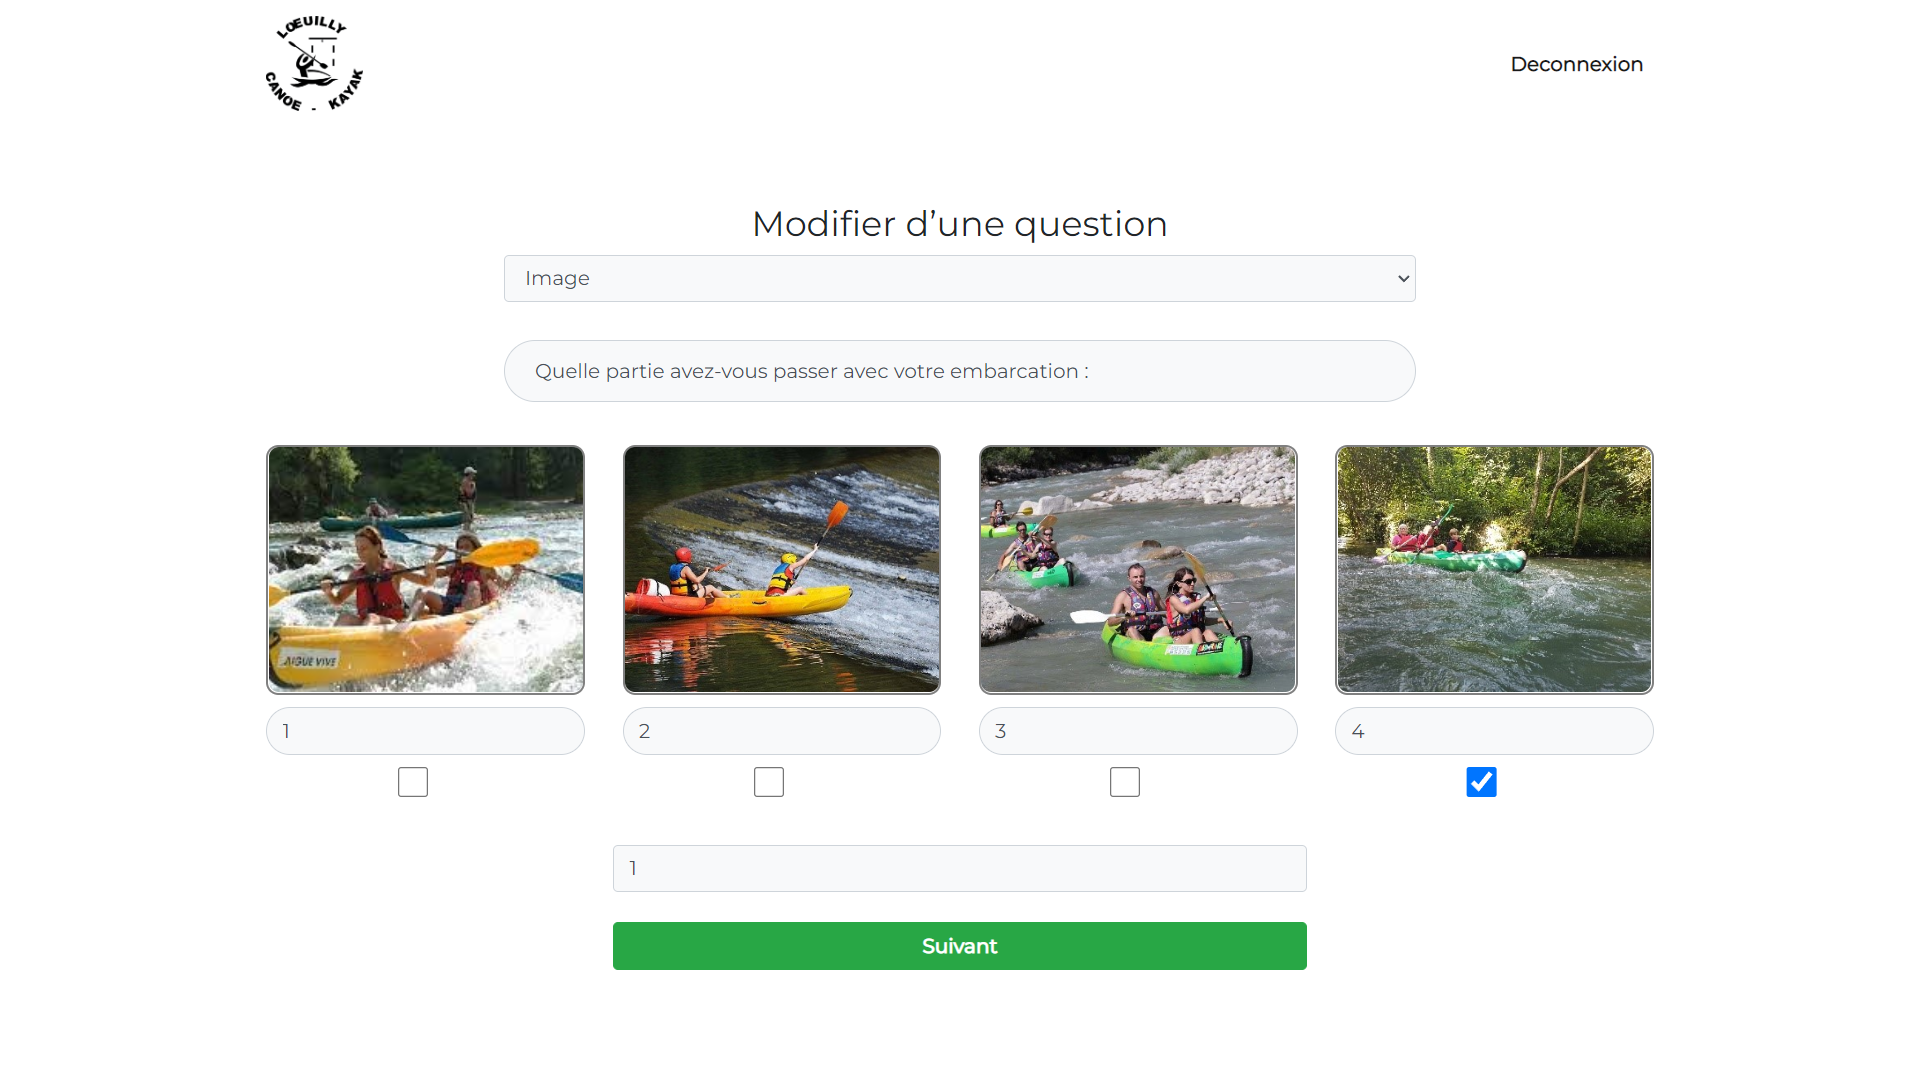 LŒUILLY
CANOE - KAYAK
Deconnexion
Modifier d’une question
Image
Quelle partie avez-vous passer avec votre embarcation :
AIGUE VIVE
1
2
3
4
1
Suivant